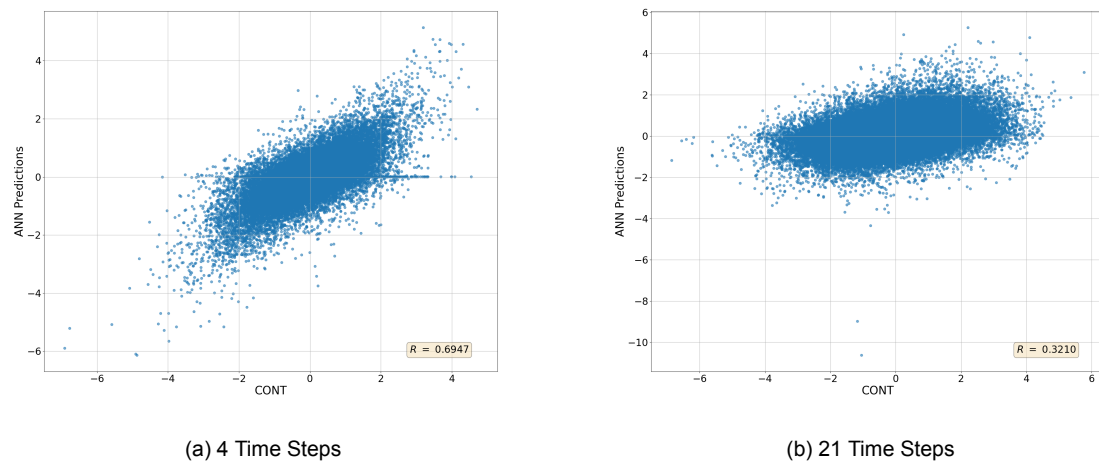 4
2
0
−2
−4
−6
ANN Predictions
−6 −4 −2 0 2 4
CONT
R = 0.6947
(a) 4 Time Steps
6
4
2
0
−2
−4
−6
−8
−10
ANN Predictions
−6 −4 −2 0 2 4 6
CONT
R = 0.3210
(b) 21 Time Steps